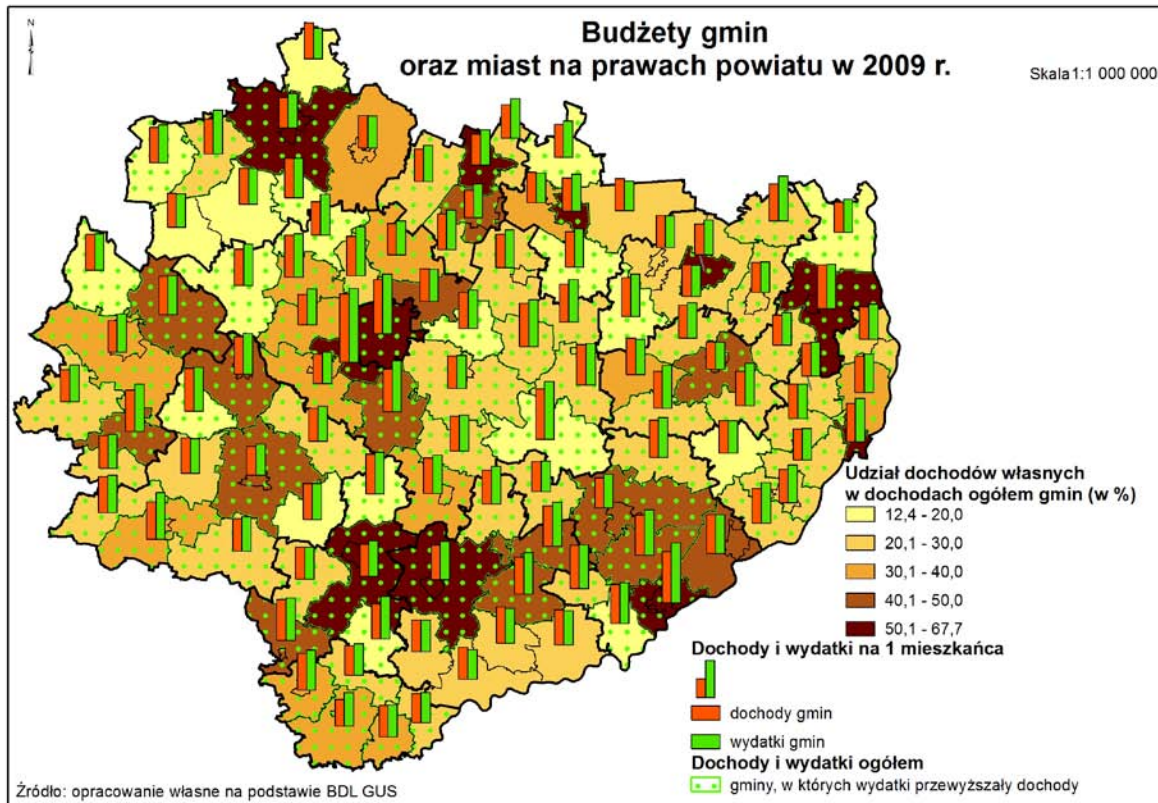 N
Budżety gmin
oraz miast na prawach powiatu w 2009 r.
Skala1:1 000 000
Udział dochodów własnych
w dochodach ogółem gmin (w %)
12,4 - 20,0
20,1 - 30,0
30,1 - 40,0
40,1 - 50,0
50,1 - 67,7
Dochody i wydatki na 1 mieszkańca
dochody gmin
wydatki gmin
Dochody i wydatki ogółem
gminy, w których wydatki przewyższały dochody
Źródło: opracowanie własne na podstawie BDL GUS